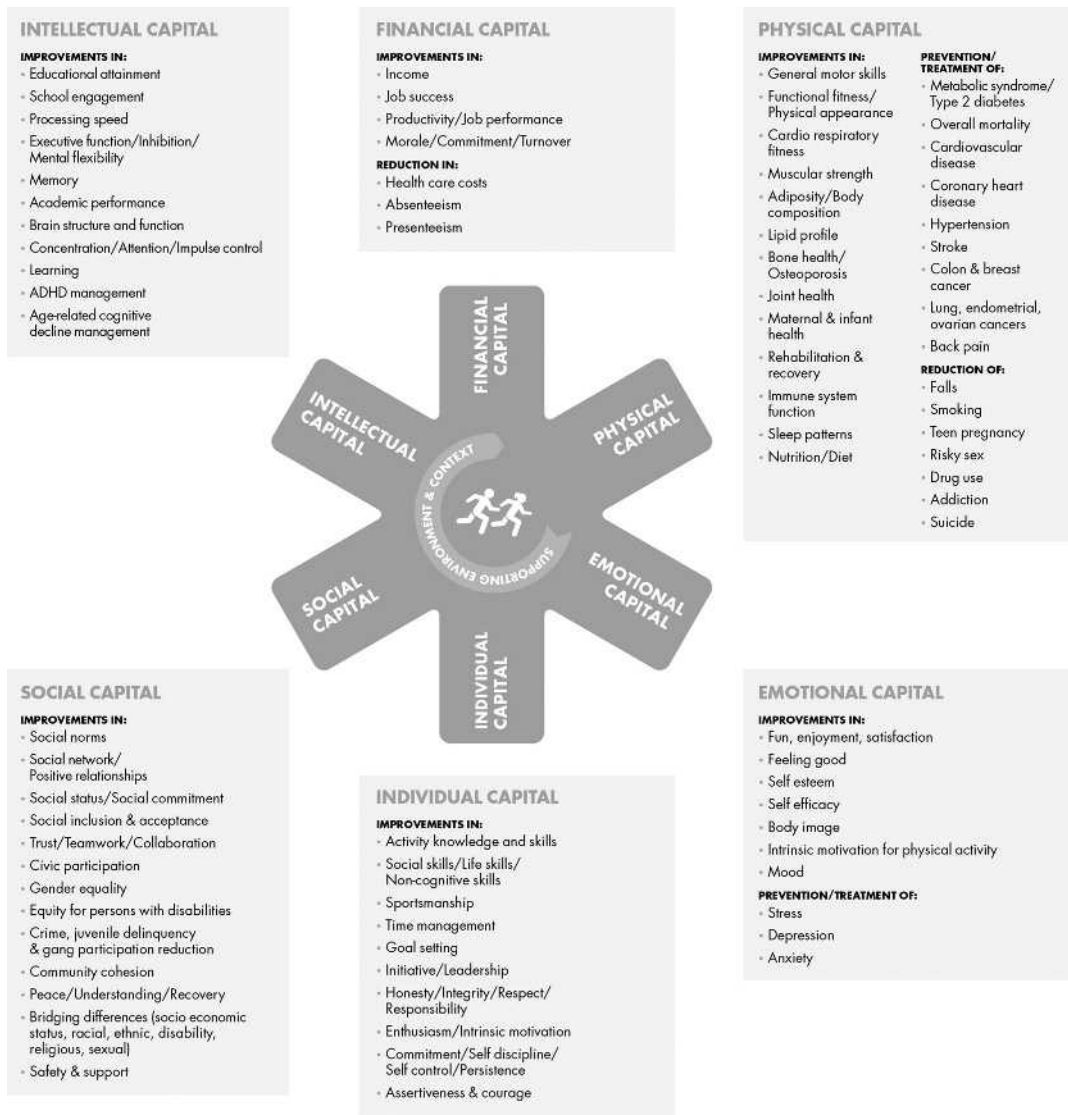 INTELLECTUAL CAPITAL
IMPROVEMENTS IN:
• Educational attainment
• School engagement
• Processing speed
• Executive function/Inhibition/
Mental flexibility
• Memory
• Academic performance
• Brain structure and function
• Concentration/Attention/Impulse control
• Learning
• ADHD management
• Age-related cognitive
decline management
FINANCIAL CAPITAL
IMPROVEMENTS IN:
• Income
• Job success
• Productivity/Job performance
• Morale/Commitment/Turnover
REDUCTION IN:
• Health care costs
• Absenteeism
• Presenteeism
PHYSICAL CAPITAL
IMPROVEMENTS IN:
• General motor skills
• Functional fitness/
Physical appearance
• Cardio respiratory
fitness
• Muscular strength
• Adiposity/Body
composition
• Lipid profile
• Bone health/
Osteoporosis
• Joint health
• Maternal & infant
health
• Rehabilitation &
recovery
• Immune system
function
• Sleep patterns
• Nutrition/Diet
PREVENTION/
TREATMENT OF:
• Metabolic syndrome/
Type 2 diabetes
• Overall mortality
• Cardiovascular
disease
• Coronary heart
disease
• Hypertension
• Stroke
• Colon & breast
cancer
• Lung, endometrial,
ovarian cancers
• Back pain
REDUCTION OF:
• Falls
• Smoking
• Teen pregnancy
• Risky sex
• Drug use
• Addiction
• Suicide
FINANCIAL
CAPITAL
INTELLECTUAL
CAPITAL
PHYSICAL
CAPITAL
SUPPORTING ENVIRONMENT & CONTEXT
SOCIAL
CAPITAL
EMOTIONAL
CAPITAL
INDIVIDUAL
CAPITAL
SOCIAL CAPITAL
IMPROVEMENTS IN:
• Social norms
• Social network/
Positive relationships
• Social status/Social commitment
• Social inclusion & acceptance
• Trust/Teamwork/Collaboration
• Civic participation
• Gender equality
• Equity for persons with disabilities
• Crime, juvenile delinquency
& gang participation reduction
• Community cohesion
• Peace/Understanding/Recovery
• Bridging differences (socio economic
status, racial, ethnic, disability,
religious, sexual)
• Safety & support
INDIVIDUAL CAPITAL
IMPROVEMENTS IN:
• Activity knowledge and skills
• Social skills/Life skills/
Non-cognitive skills
• Sportsmanship
• Time management
• Goal setting
• Initiative/Leadership
• Honesty/Integrity/Respect/
Responsibility
• Enthusiasm/Intrinsic motivation
• Commitment/Self discipline/
Self control/Persistence
• Assertiveness & courage
EMOTIONAL CAPITAL
IMPROVEMENTS IN:
• Fun, enjoyment, satisfaction
• Feeling good
• Self esteem
• Self efficacy
• Body image
• Intrinsic motivation for physical activity
• Mood
PREVENTION/TREATMENT OF:
• Stress
• Depression
• Anxiety